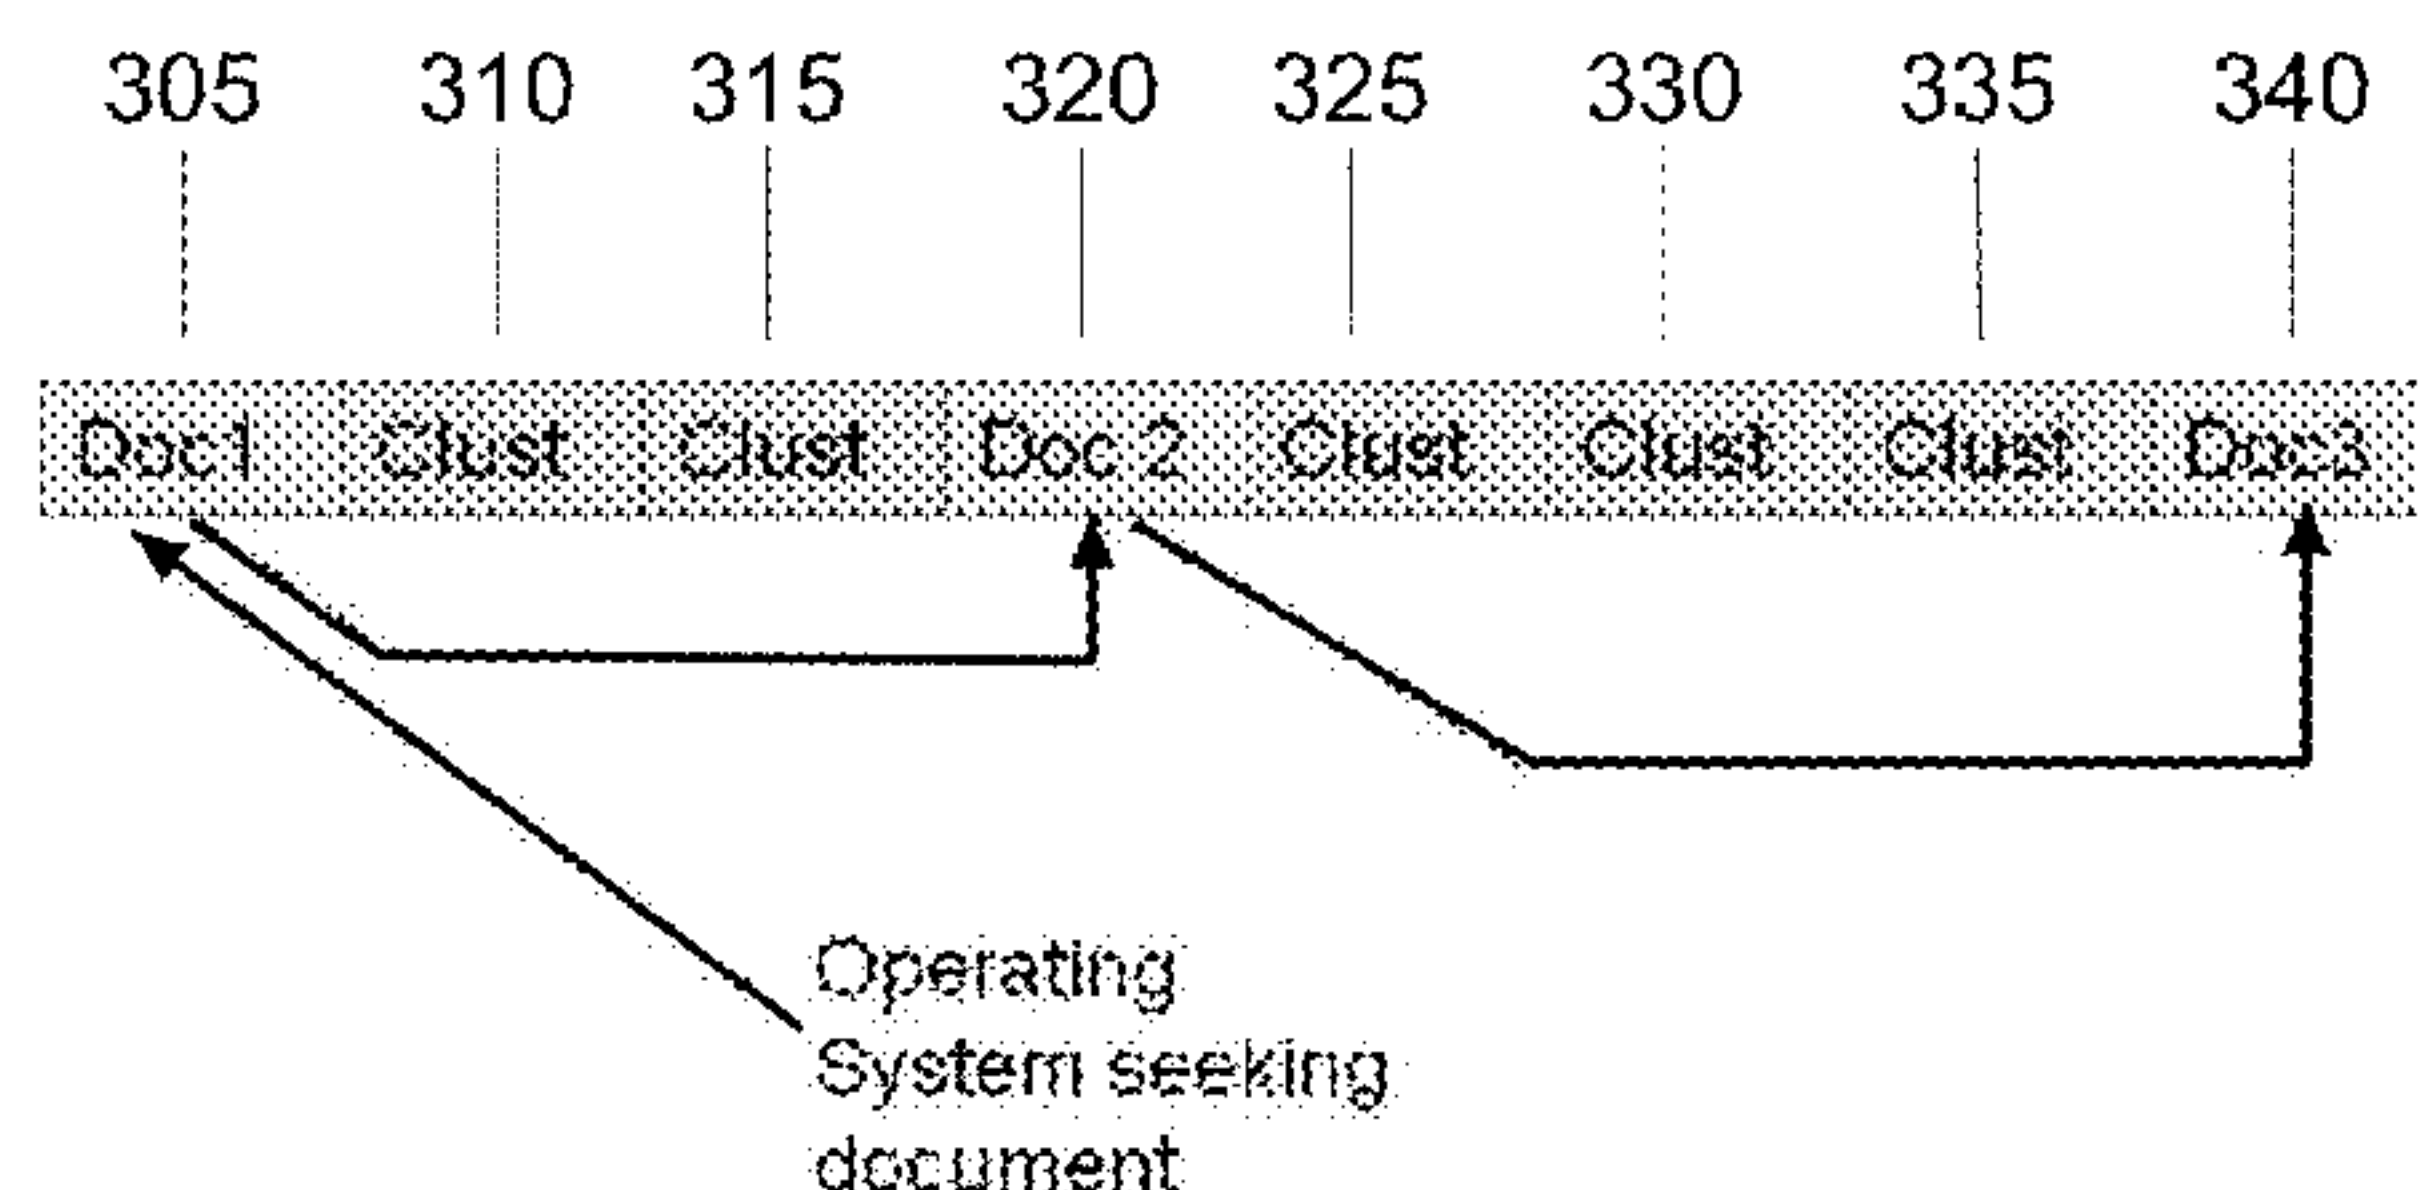 305 310 315 320 325 330 335 340
Doc1 Clust Clust Doc 2 Clust Clust Clust Doc3
Operating
System seeking
document